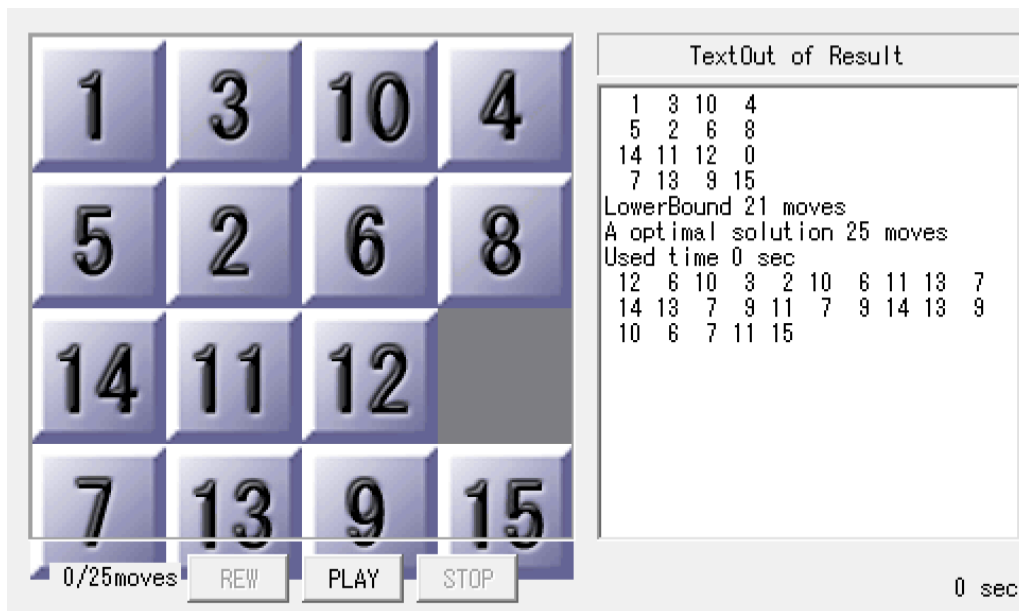 1 3 10 4
5 2 6 8
14 11 12
7 13 9 15
0/25moves REW PLAY STOP
TextOut of Result
1 3 10 4
5 2 6 8
14 11 12 0
7 13 9 15
LowerBound 21 moves
A optimal solution 25 moves
Used time 0 sec
12 6 10 3 2 10 6 11 13 7
14 13 7 9 11 7 9 14 13 9
10 6 7 11 15
0 sec